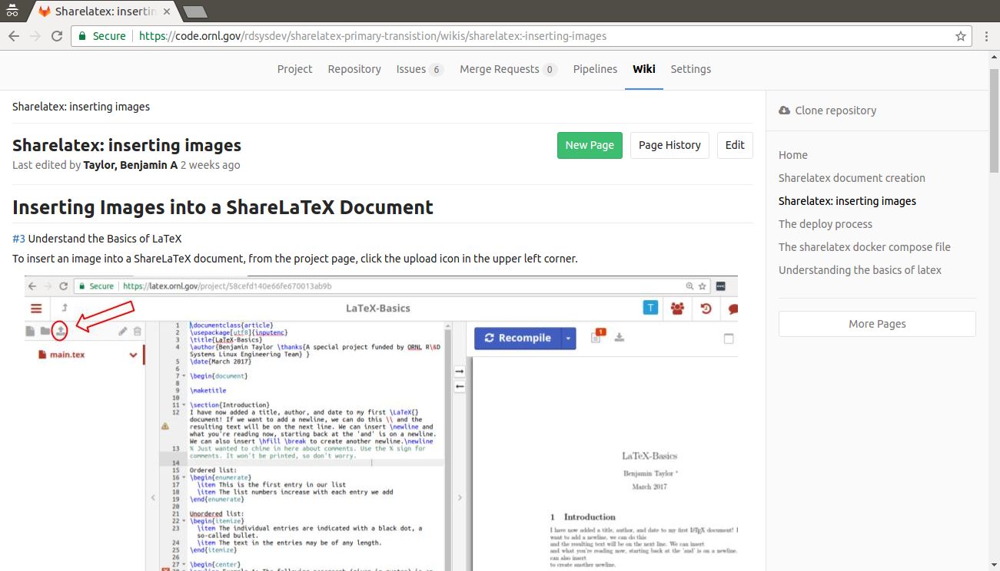 Sharelatex: insertin
Secure https://code.ornl.gov/rdsysdev/sharelatex-primary-transistion/wikis/sharelatex:-inserting-images
Project Repository Issues 6 Merge Requests 0 Pipelines Wiki Settings
Sharelatex: inserting images
Sharelatex: inserting images
Last edited by Taylor, Benjamin A 2 weeks ago
New Page Page History Edit
Inserting Images into a ShareLaTeX Document
#3 Understand the Basics of LaTeX
To insert an image into a ShareLaTeX document, from the project page, click the upload icon in the upper left corner.
Secure https://latex.ornl.gov/project/58cefd140e66fe670013ab9b
LaTeX-Basics
T
main.tex
1 \documentclass{article}
2 \usepackage[utf8]{inputenc}
3 \title{LaTeX-Basics}
4 \author{Benjamin Taylor \thanks{A special project funded by ORNL R\&D
Systems Linux Engineering Team} }
5 \date{March 2017}
6
7 \begin{document}
8
9 \maketitle
10
11 \section{Introduction}
12 I have now added a title, author, and date to my first \LaTeX{}
document! If we want to add a newline, we can do this \\ and the
resulting text will be on the next line. We can insert \newline and
what you're reading now, starting back at the 'and' is on a newline.
We can also insert \hfill \break to create another newline.\newline
13 % Just wanted to chime in here about comments. Use the % sign for
comments. It won't be printed, so don't worry.
14
15 Ordered list:
16 \begin{enumerate}
17 \item This is the first entry in our list
18 \item The list numbers increase with each entry we add
19 \end{enumerate}
20
21 Unordered list:
22 \begin{itemize}
23 \item The individual entries are indicated with a black dot, a
so-called bullet.
24 \item The text in the entries may be of any length.
25 \end{itemize}
26
27 \begin{center}
Recompile 1
LaTeX-Basics
Benjamin Taylor *
March 2017
1 Introduction
I have now added a title, author, and date to my first LaTeX document! I
want to add a newline, we can do this
and the resulting text will be on the next line. We can insert
and what you're reading now, starting back at the 'and' is on a newline.
can also insert
to create another newline.
Clone repository
Home
Sharelatex document creation
Sharelatex: inserting images
The deploy process
The sharelatex docker compose file
Understanding the basics of latex
More Pages